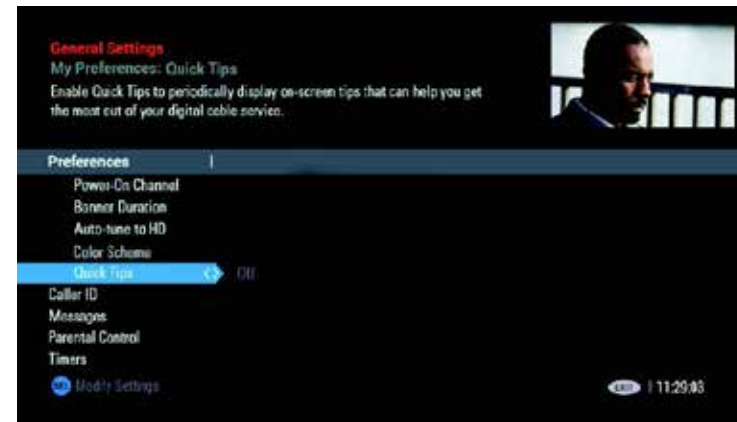 General Settings
My Preferences: Quick Tips
Enable Quick Tips to periodically display on-screen tips that can help you get
the most out of your digital cable service.
Preferences
Power-On Channel
Banner Duration
Auto-tune to HD
Color Scheme
Quick Tips Off
Caller ID
Messages
Parental Control
Timers
Modify Settings
EXIT 11:29:03